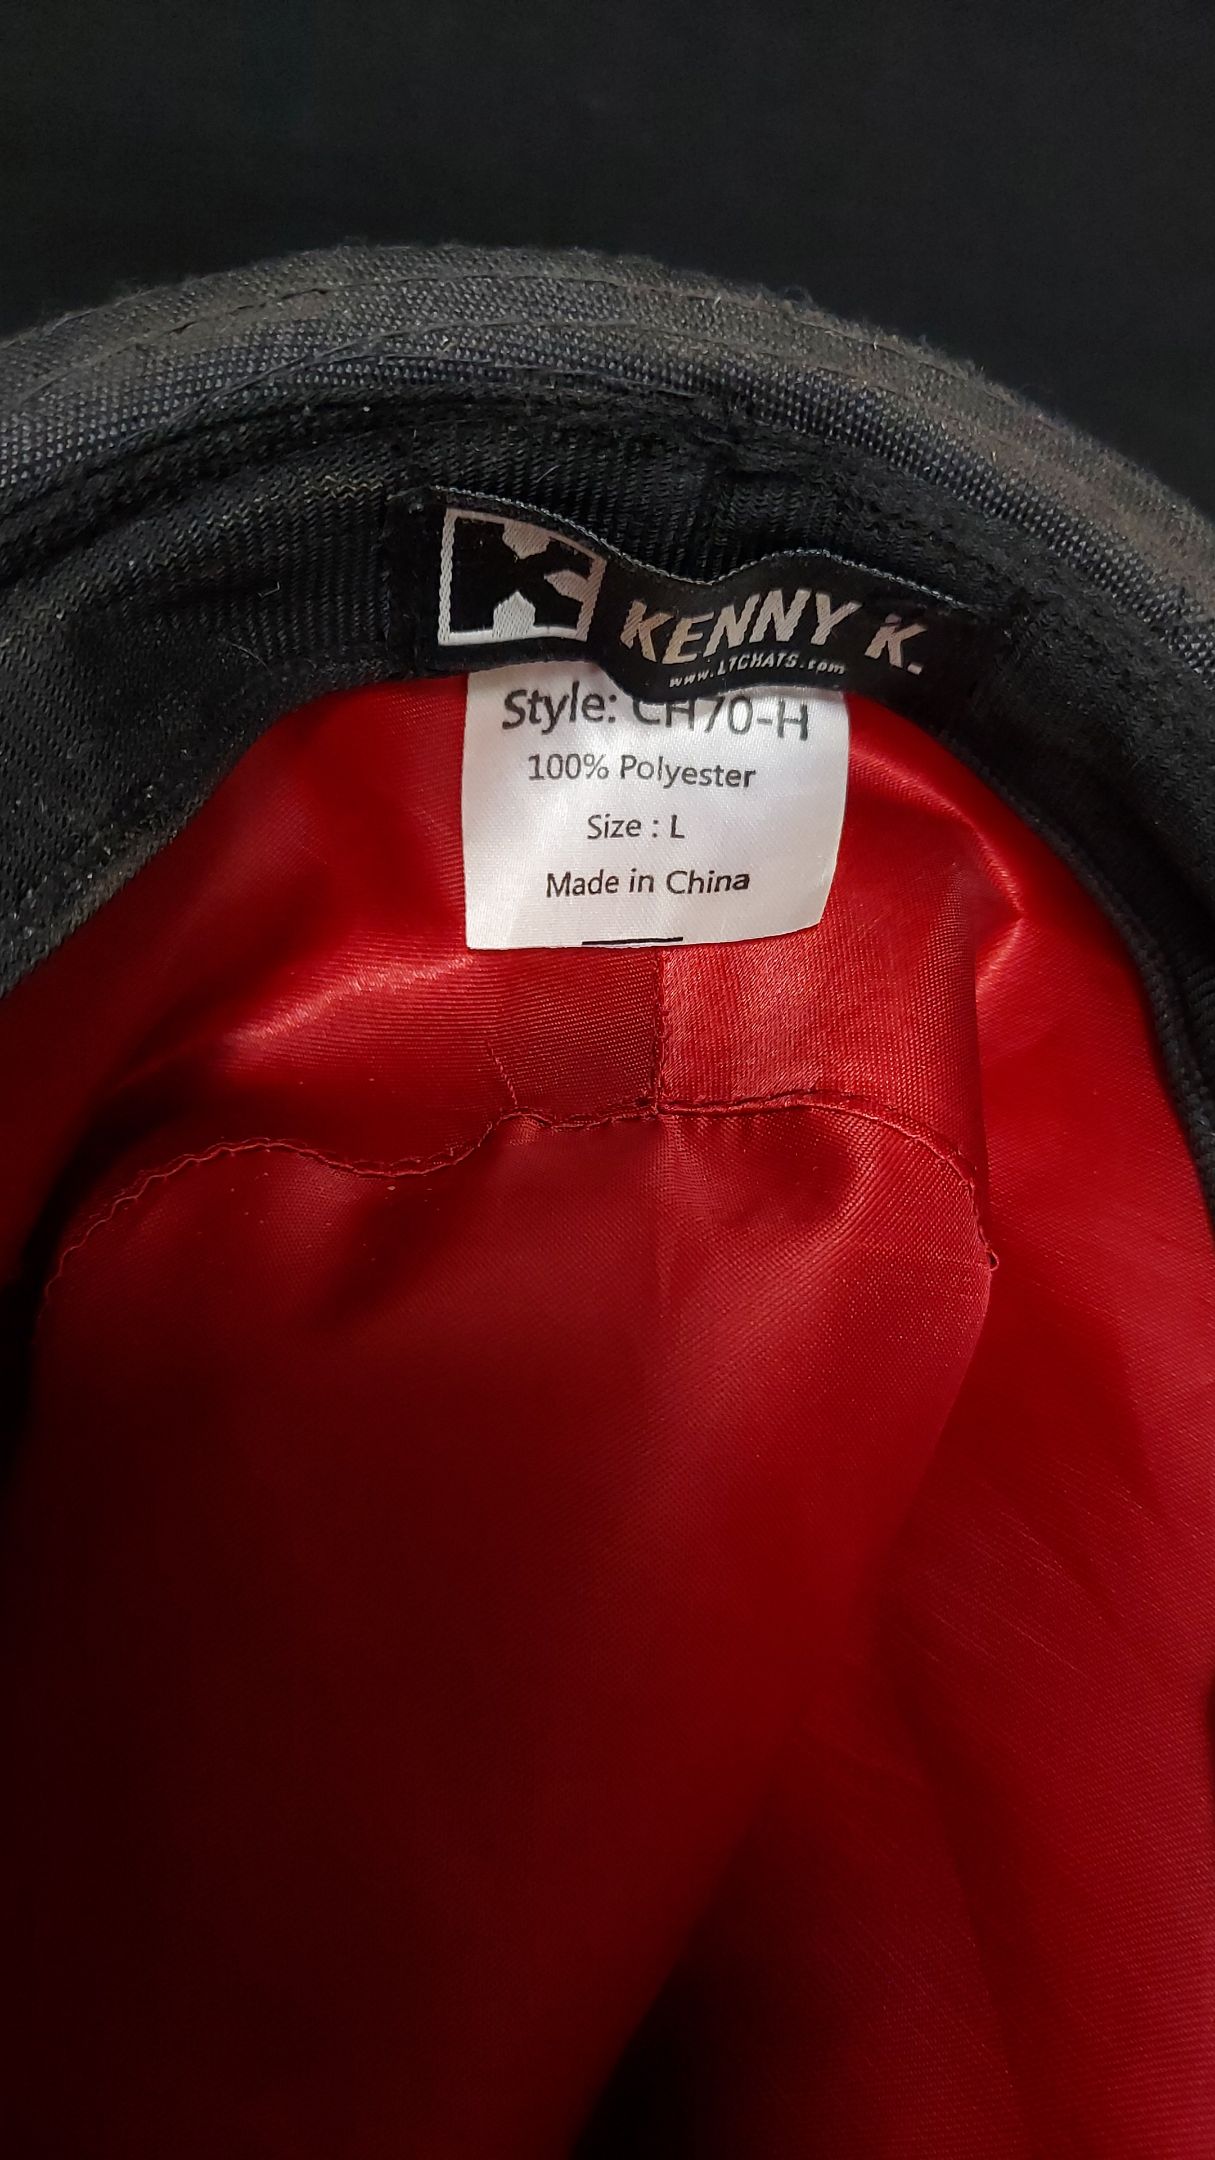 K
KENNY K.
www.LTCHATS.com
Style: CH70-H
100% Polyester
Size : L
Made in China